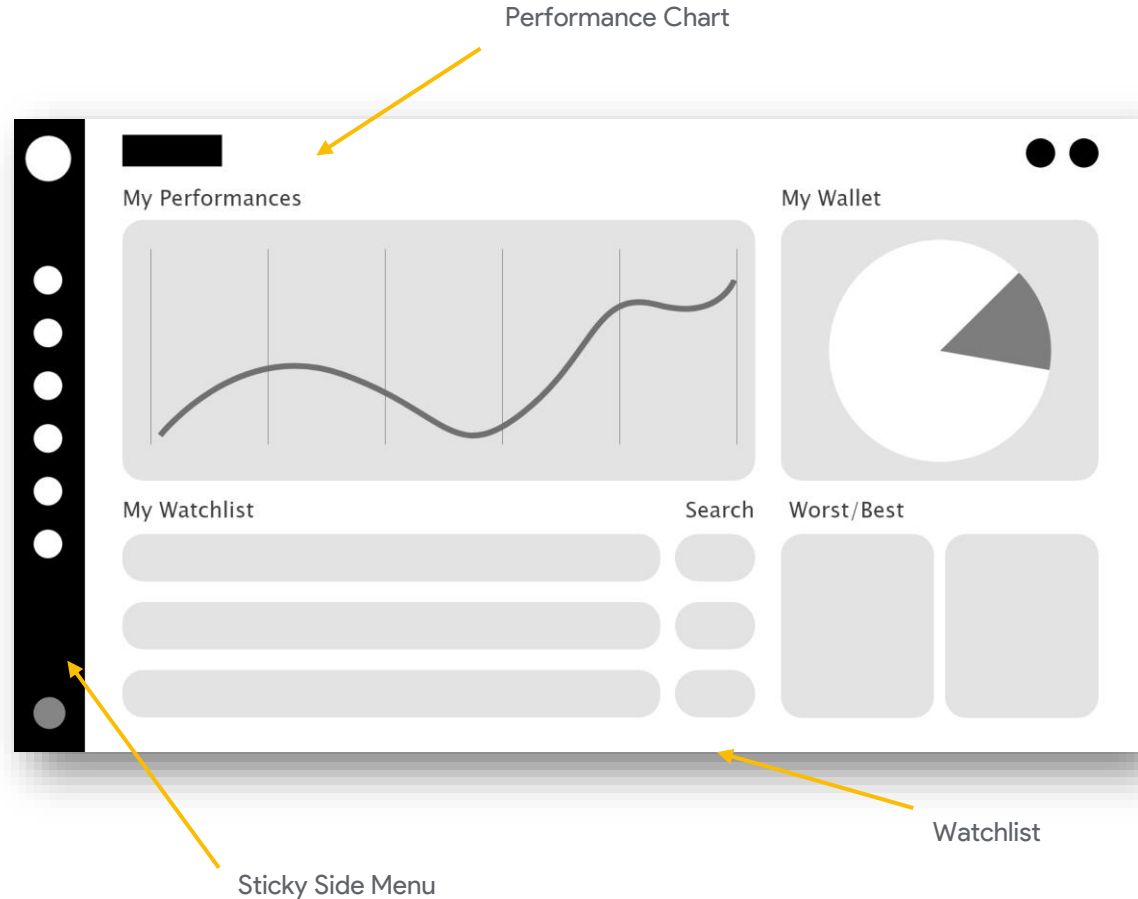 Performance Chart
My Performances
My Wallet
My Watchlist
Search
Worst/Best
Watchlist
Sticky Side Menu